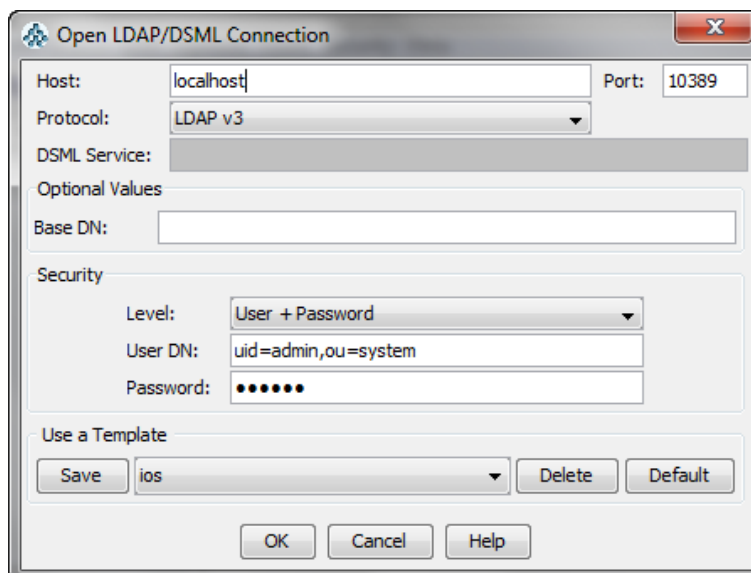 Open LDAP/DSML Connection
Host: localhost Port: 10389
Protocol: LDAP v3
DSML Service:
Optional Values
Base DN:
Security
Level: User + Password
User DN: uid=admin,ou=system
Password: ●●●●●●
Use a Template
Save ios Delete Default
OK Cancel Help